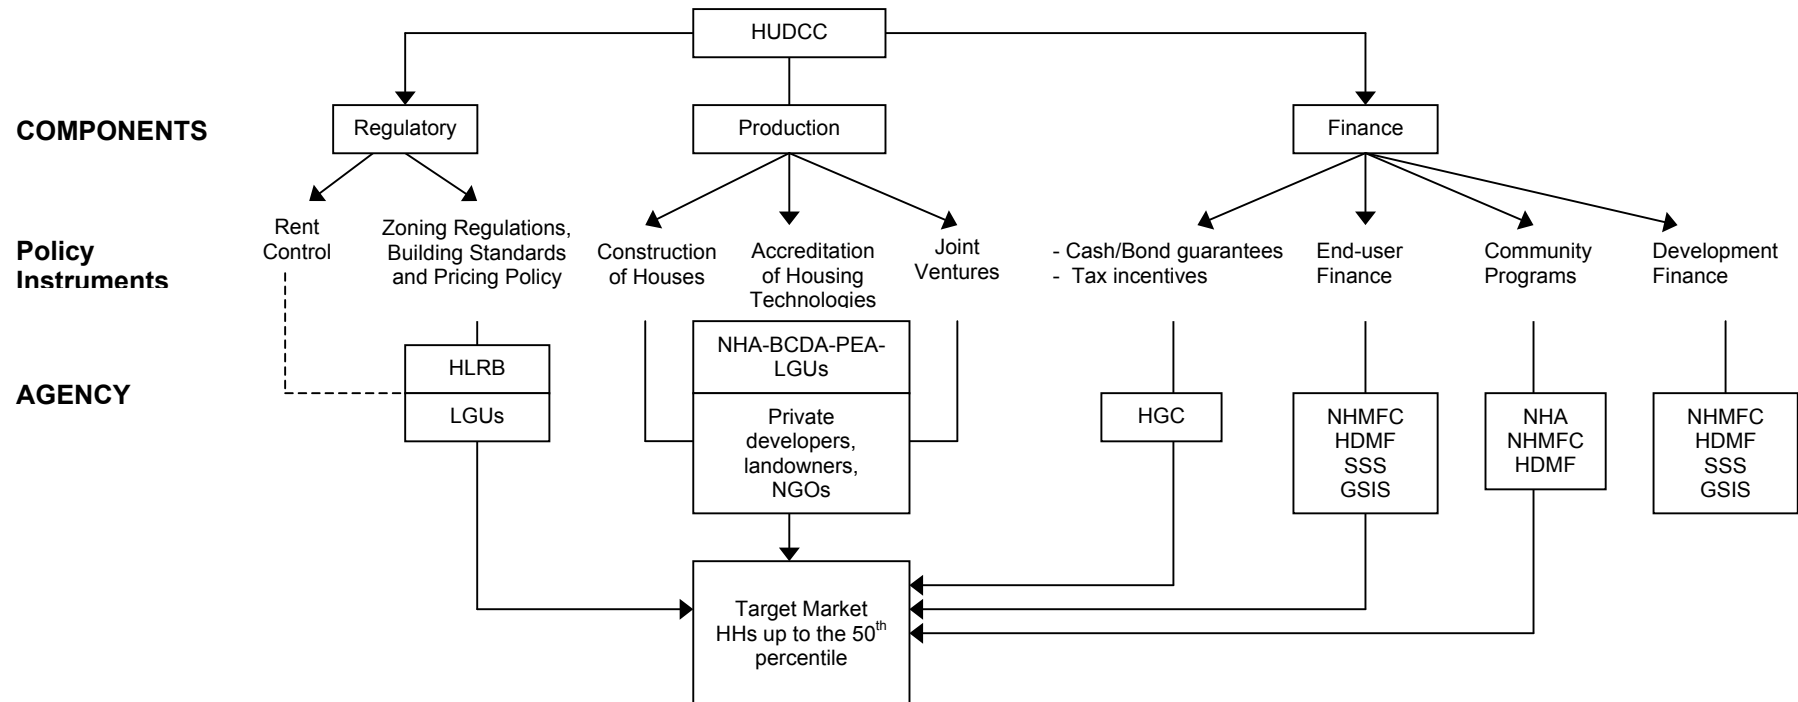 HUDCC
COMPONENTS
Regulatory
Production
Finance
Policy
Instruments
Rent
Control
Zoning Regulations,
Building Standards
and Pricing Policy
Construction
of Houses
Accreditation
of Housing
Technologies
Joint
Ventures
- Cash/Bond guarantees
- Tax incentives
End-user
Finance
Community
Programs
Development
Finance
AGENCY
HLRB
LGUs
NHA-BCDA-PEA-
LGUs
Private
developers,
landowners,
NGOs
HGC
NHMFC
HDMF
SSS
GSIS
NHA
NHMFC
HDMF
NHMFC
HDMF
SSS
GSIS
Target Market
HHs up to the 50th
percentile